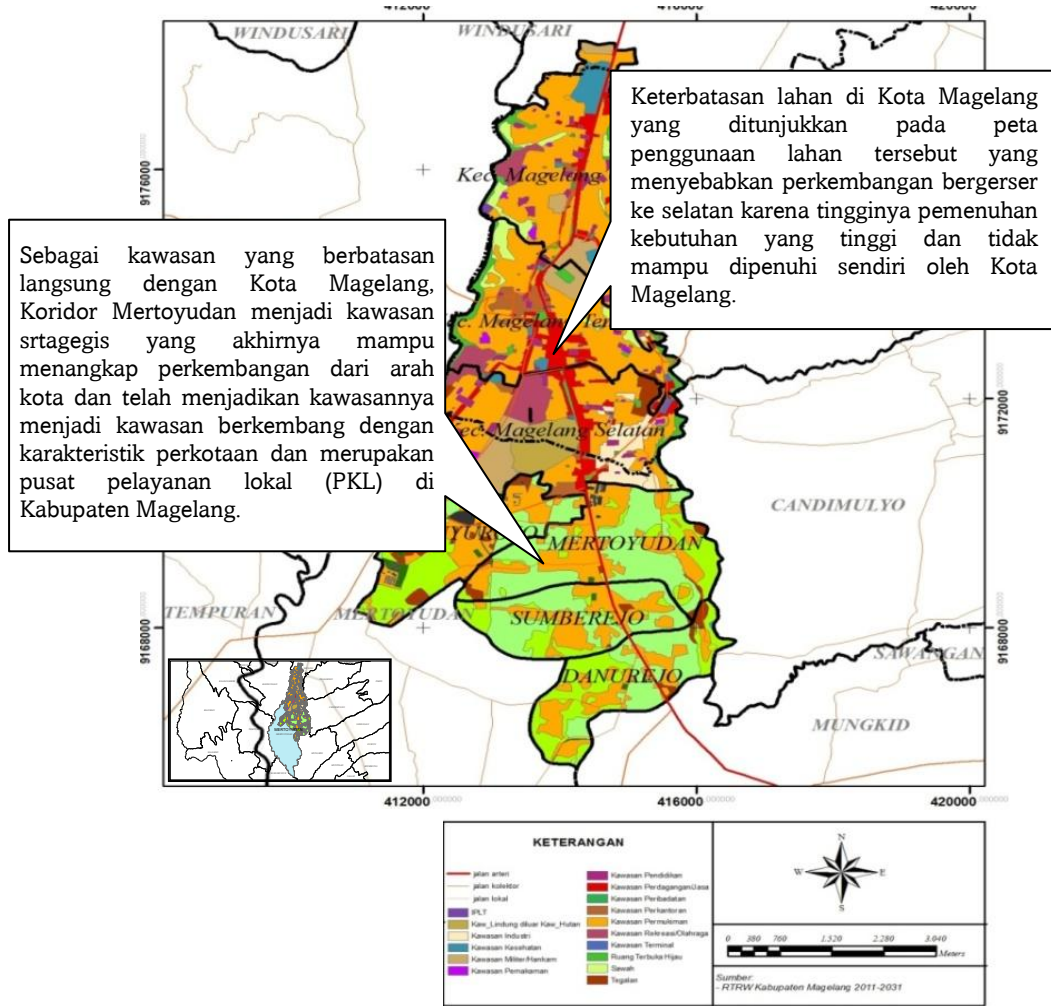 412000
416000
420000
WINDUSARI
WINDUSARI
Keterbatasan lahan di Kota Magelang
yang ditunjukkan pada peta
penggunaan lahan tersebut yang
menyebabkan perkembangan bergerser
ke selatan karena tingginya pemenuhan
kebutuhan yang tinggi dan tidak
mampu dipenuhi sendiri oleh Kota
Magelang.
9176000
9176000
Kec. Magelang
Sebagai kawasan yang berbatasan
langsung dengan Kota Magelang,
Koridor Mertoyudan menjadi kawasan
srtagegis yang akhirnya mampu
menangkap perkembangan dari arah
kota dan telah menjadikan kawasannya
menjadi kawasan berkembang dengan
karakteristik perkotaan dan merupakan
pusat pelayanan lokal (PKL) di
Kabupaten Magelang.
ec. Magelang Ten
9172000
Kec. Magelang Selatan
CANDIMULYO
MERTOYUDAN
TEMPURAN
MERTOYUDAN
SUMBEREJO
9168000
9168000
SAWANGAN
DANUREJO
MUNGKID
412000
416000
420000
KETERANGAN
jalan arteri
jalan kolektor
jalan lokal
IPLT
Kaw_Lindung diluar Kaw_Hutan
Kawasan Industri
Kawasan Kesehatan
Kawasan Militer/Hankam
Kawasan Pemakaman
Kawasan Pendidikan
Kawasan Perdagangan/Jasa
Kawasan Peribadatan
Kawasan Perkantoran
Kawasan Permukiman
Kawasan Rekreasi/Olahraga
Kawasan Terminal
Ruang Terbuka Hijau
Sawah
Tegalan
N
W E
S
0 380 760 1.520 2.280 3.040
Meters
Sumber:
- RTRW Kabupaten Magelang 2011-2031